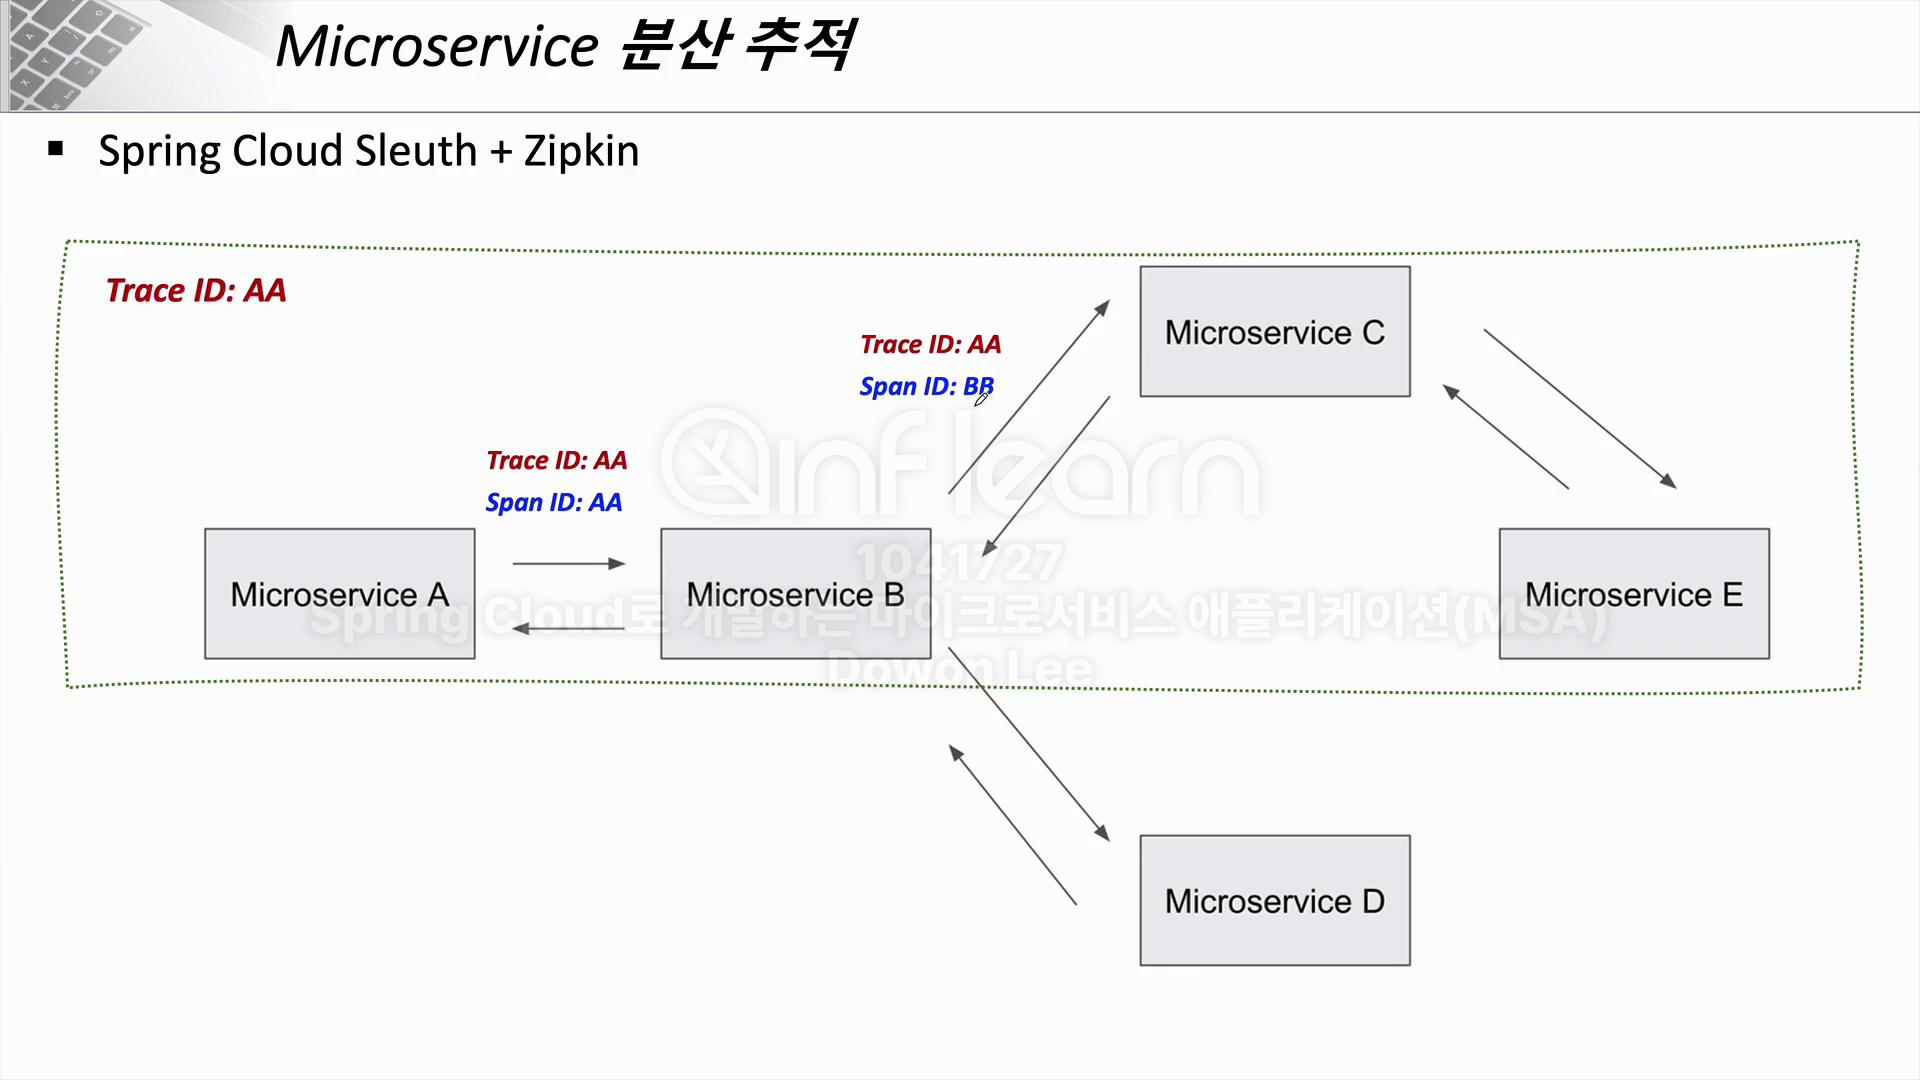 Microservice 분산 추적
▪ Spring Cloud Sleuth + Zipkin
Trace ID: AA
Microservice C
Trace ID: AA
Span ID: BB
Trace ID: AA
Span ID: AA
inflearn
1041727
Microservice A
Microservice B
Microservice E
Spring Cloud로 개발하는 마이크로서비스 애플리케이션(MSA)
Dowon Lee
Microservice D